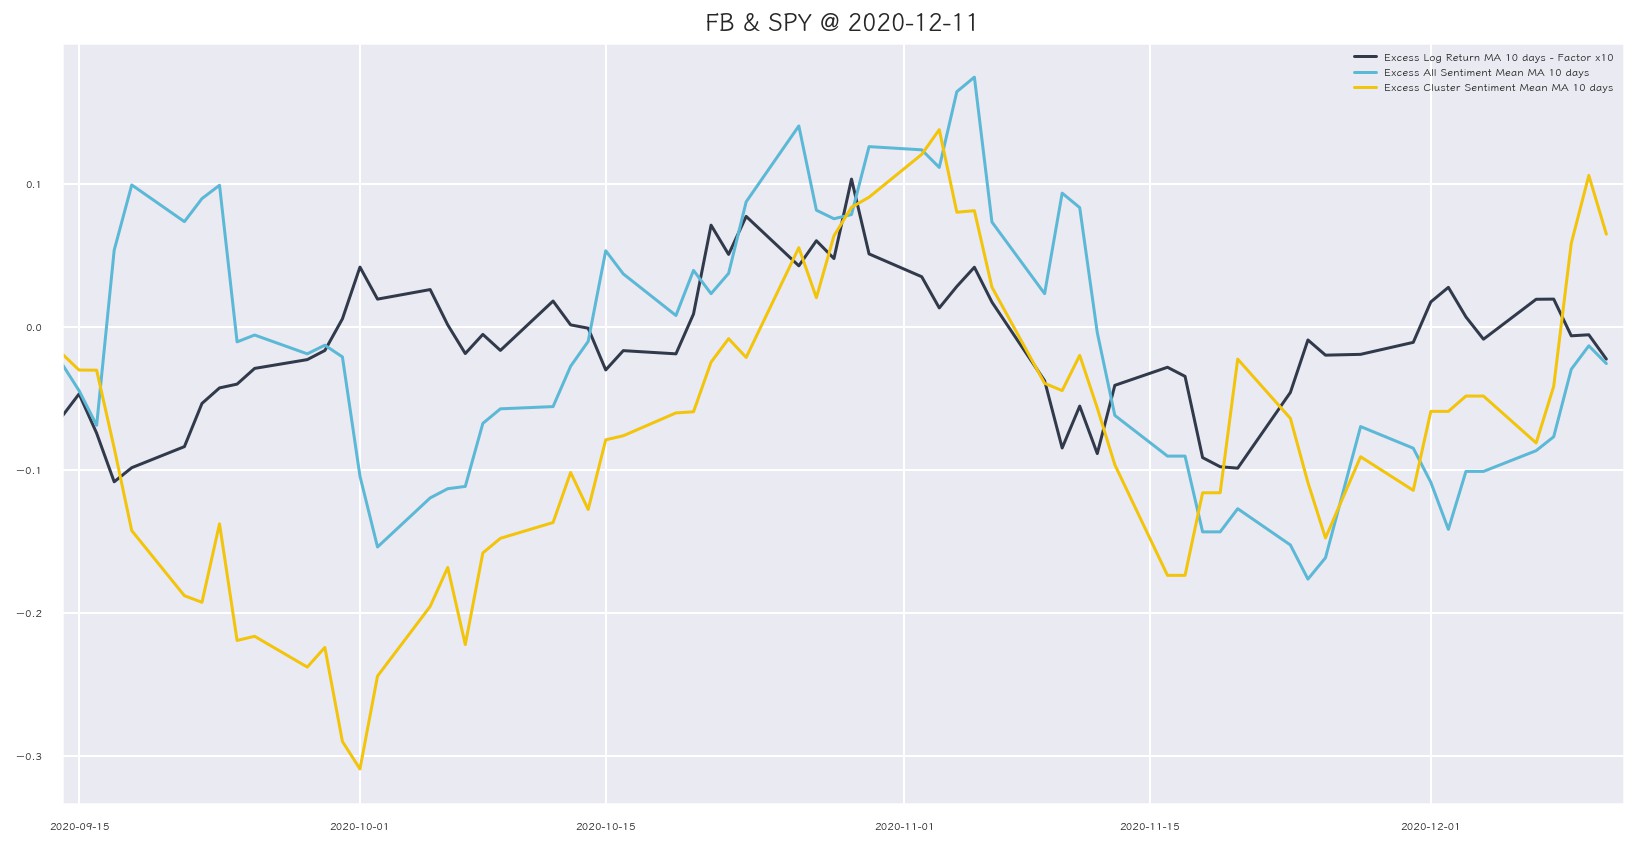 FB & SPY @ 2020-12-11
Excess Log Return MA 10 days - Factor x10
Excess All Sentiment Mean MA 10 days
Excess Cluster Sentiment Mean MA 10 days
0.1
0.0
−0.1
−0.2
−0.3
2020-09-15
2020-10-01
2020-10-15
2020-11-01
2020-11-15
2020-12-01